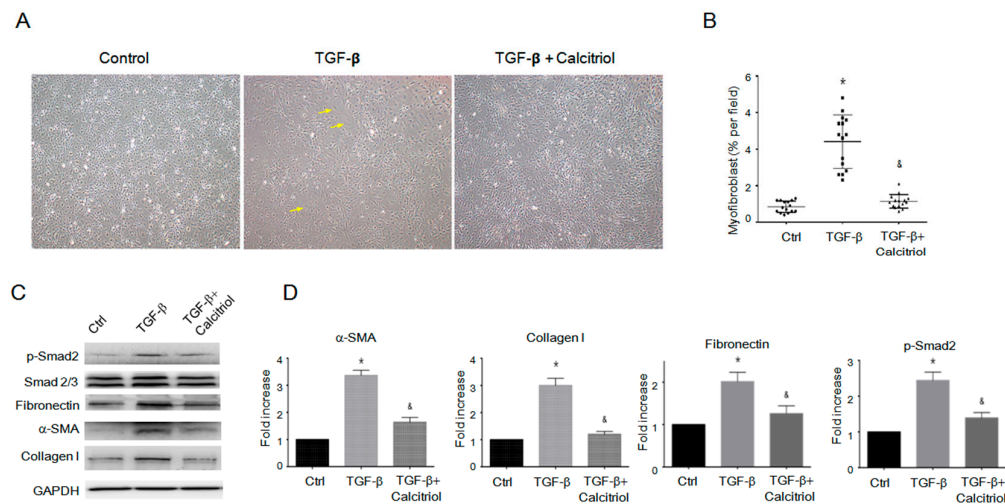 A
Control
TGF-β
TGF-β + Calcitriol
B
Myofibroblast (% per field)
6
4
2
0
*
&
Ctrl
TGF-β
TGF-β+
Calcitriol
C
Ctrl
TGF-β
TGF-β+
Calcitriol
p-Smad2
Smad 2/3
Fibronectin
α-SMA
Collagen I
GAPDH
D
α-SMA
Fold increase
4
3
2
1
0
*
&
Ctrl
TGF-β
TGF-β+
Calcitriol
Collagen I
Fold increase
4
3
2
1
0
*
&
Ctrl
TGF-β
TGF-β+
Calcitriol
Fibronectin
Fold increase
2
1
0
*
&
Ctrl
TGF-β
TGF-β+
Calcitriol
p-Smad2
Fold increase
3
2
1
0
*
&
Ctrl
TGF-β
TGF-β+
Calcitriol